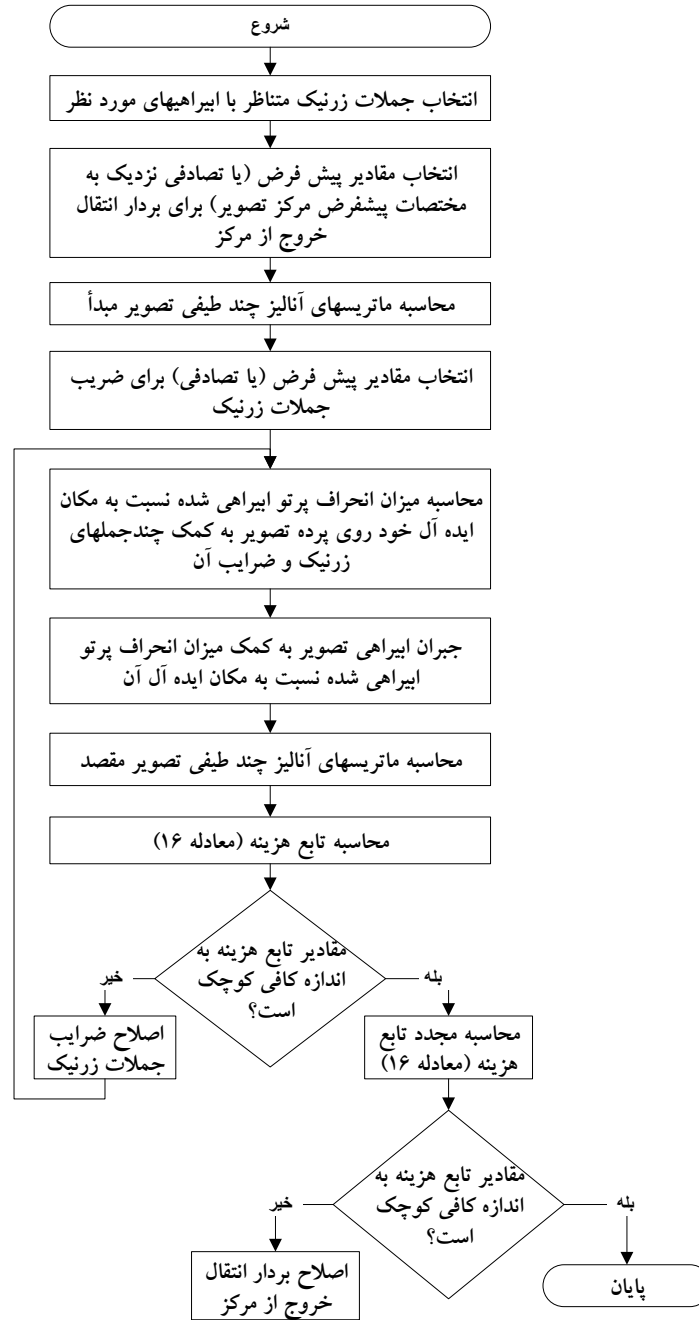 شروع
انتخاب جملات زرنیک متناظر با ابیراهیهای مورد نظر
انتخاب مقادیر پیش فرض (یا تصادفی نزدیک به
مختصات پیشفرض مرکز تصویر) برای بردار انتقال
خروج از مرکز
محاسبه ماتریسهای آنالیز چند طیفی تصویر مبدأ
انتخاب مقادیر پیش فرض (یا تصادفی) برای ضریب
جملات زرنیک
محاسبه میزان انحراف پرتو ابیراهی شده نسبت به مکان
ایده آل خود روی پرده تصویر به کمک چندجملهای
زرنیک و ضرایب آن
جبران ابیراهی تصویر به کمک میزان انحراف پرتو
ابیراهی شده نسبت به مکان ایده آل آن
محاسبه ماتریسهای آنالیز چند طیفی تصویر مقصد
محاسبه تابع هزینه (معادله ۱۶)
مقادیر تابع هزینه به
اندازه کافی کوچک
است؟
بله
خیر
محاسبه مجدد تابع
هزینه (معادله ۱۶)
اصلاح ضرایب
جملات زرنیک
مقادیر تابع هزینه به
اندازه کافی کوچک
است؟
بله
خیر
پایان
اصلاح بردار انتقال
خروج از مرکز